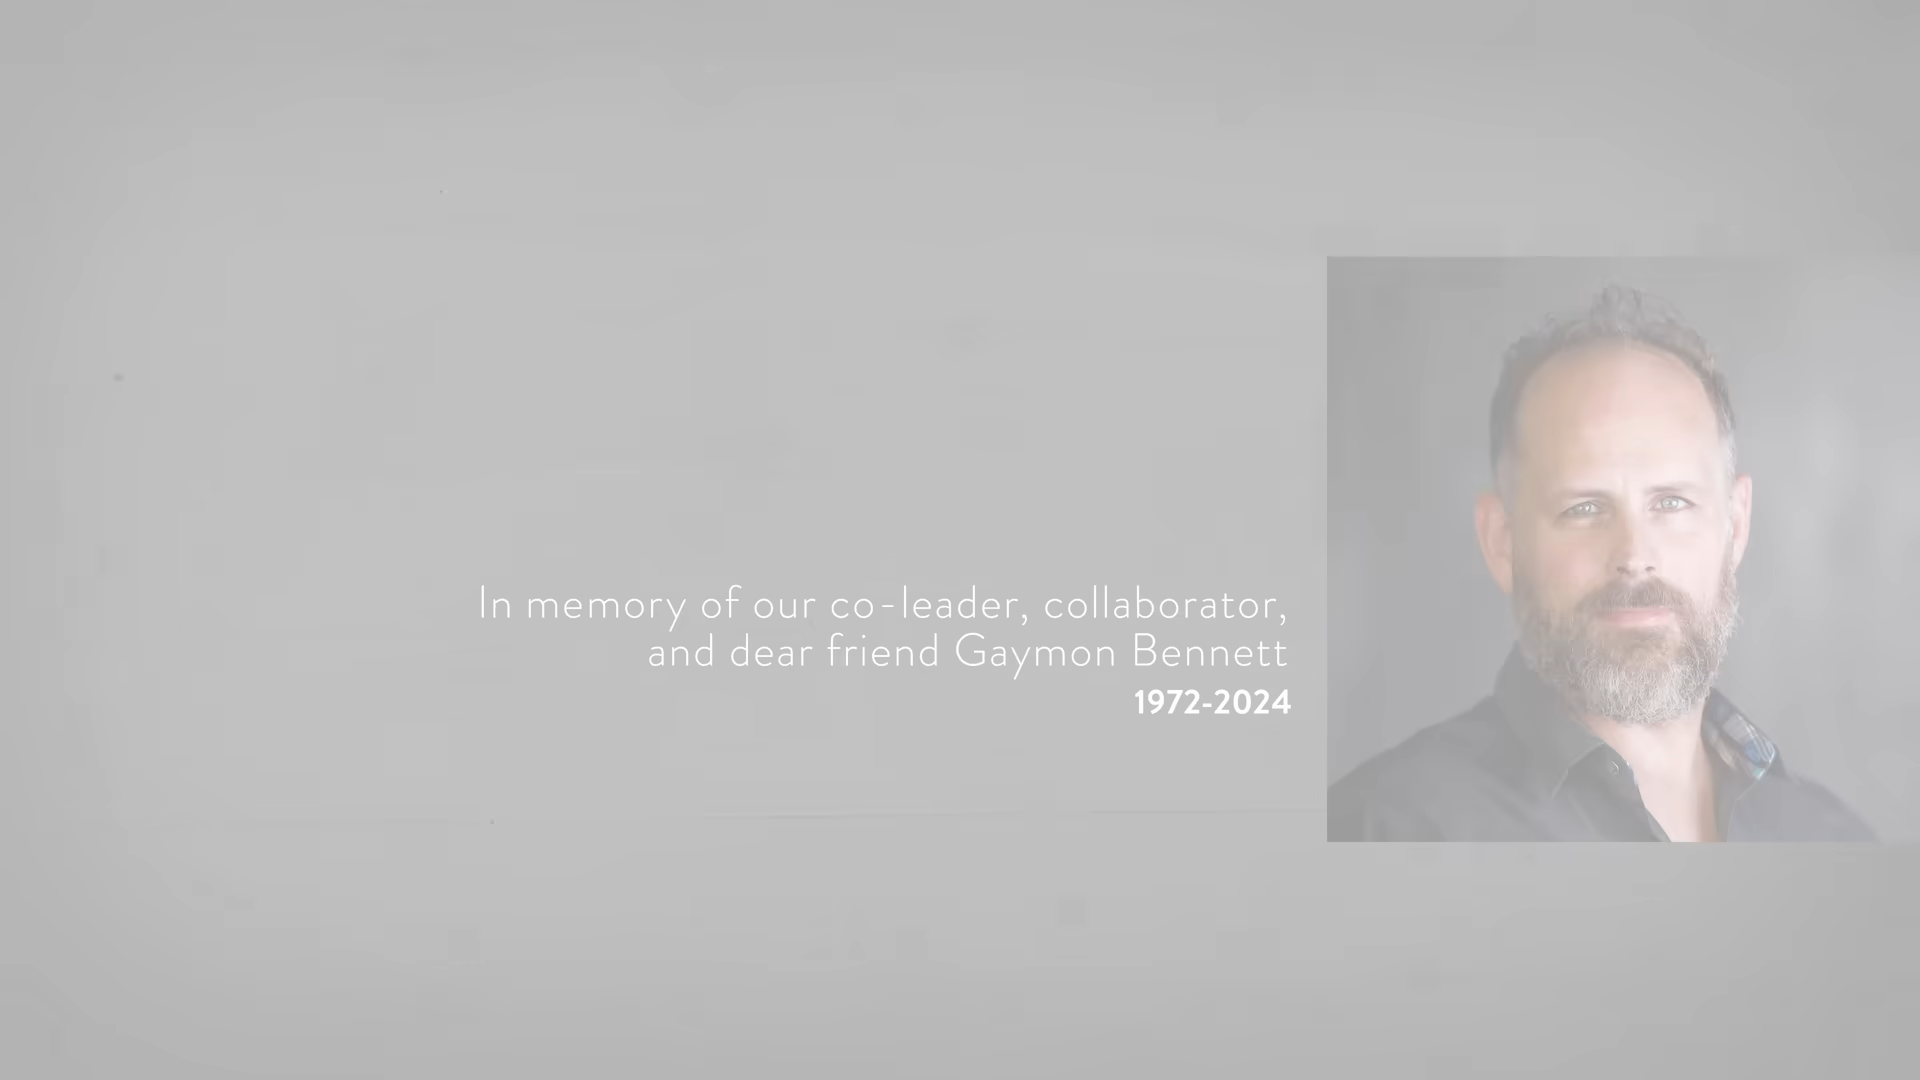 In memory of our co-leader, collaborator,
and dear friend Gaymon Bennett
1972-2024